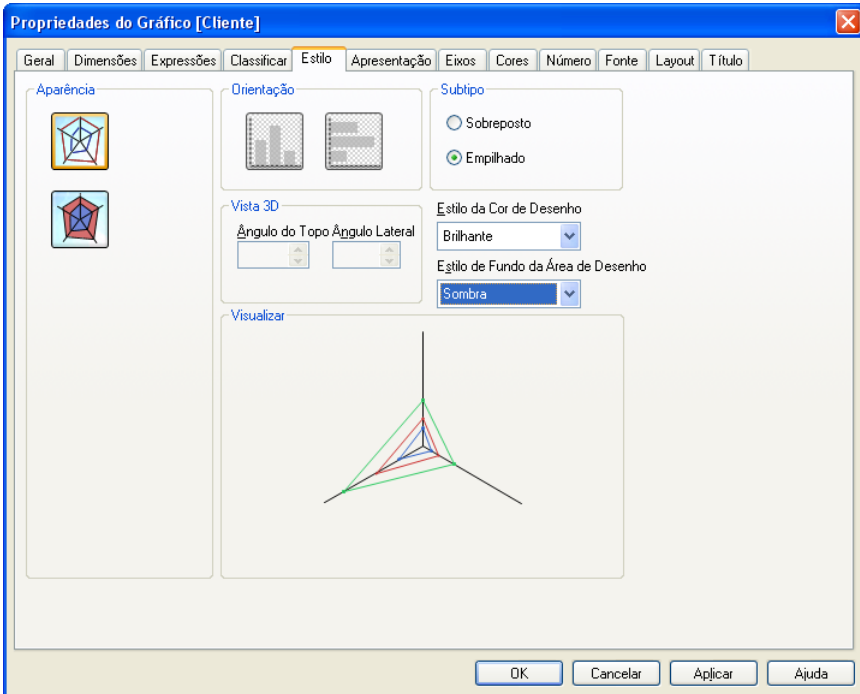 Propriedades do Gráfico [Cliente]
Geral Dimensões Expressões Classificar Estilo Apresentação Eixos Cores Número Fonte Layout Título
Aparência
Orientação
Subtipo
Sobreposto
Empilhado
Vista 3D
Ângulo do Topo Ângulo Lateral
Estilo da Cor de Desenho
Brilhante
Estilo de Fundo da Área de Desenho
Sombra
Visualizar
OK Cancelar Aplicar Ajuda